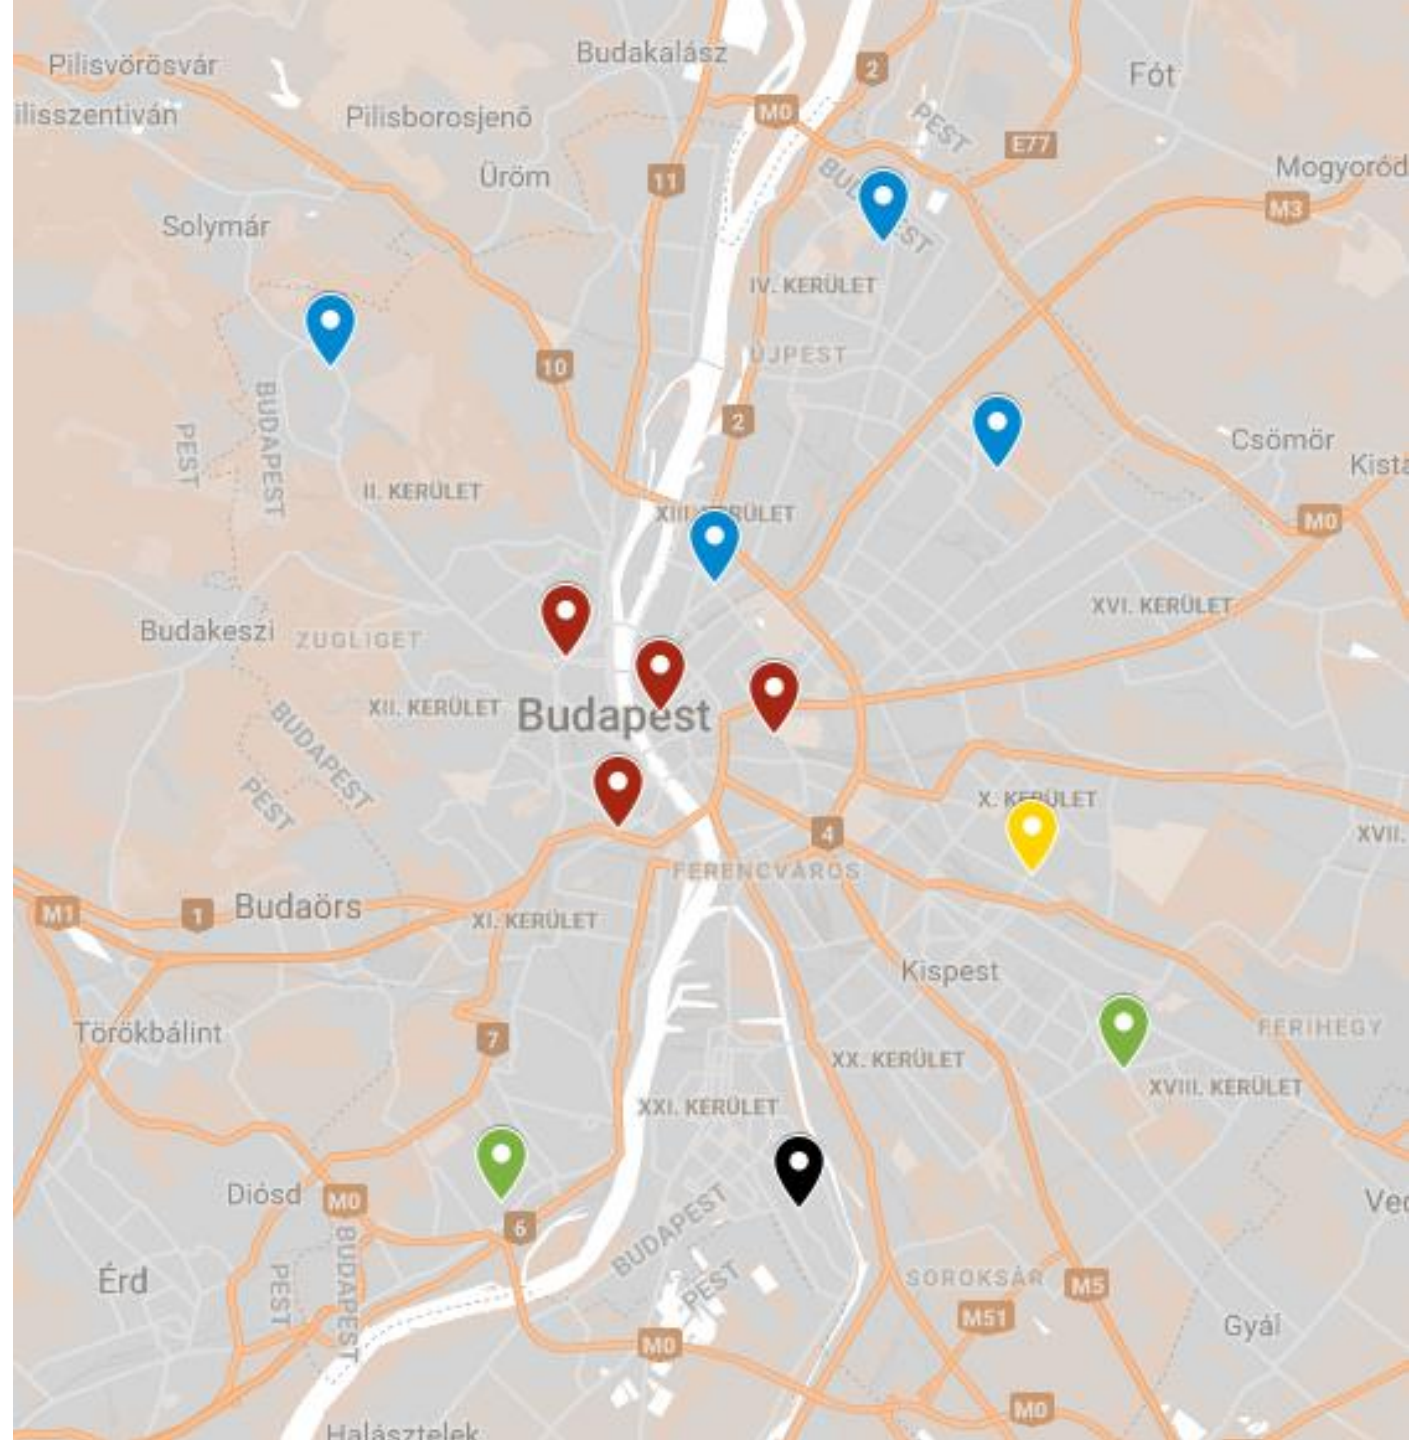 Budakalász
Pilisvörösvár
2
Fót
ilisszentiván
Pilisborosjenő
M0
PEST
E77
Üröm
11
Mogyoród
M3
Solymár
IV. KERÜLET
ÚJPEST
10
BUDAPEST
PEST
2
Csömör
II. KERÜLET
M0
XVI. KERÜLET
Budakeszi
ZUGLIGET
XII. KERÜLET
Budapest
BUDAPEST
PEST
X. KERÜLET
4
XVII.
FERENCVÁROS
M1
1
Budaörs
XI. KERÜLET
Kispest
Törökbálint
7
FERIHEGY
XX. KERÜLET
XVIII. KERÜLET
XXI. KERÜLET
Diósd
M0
6
BUDAPEST
PEST
BUDAPEST
PEST
Érd
SOROKSÁR
M5
M51
Gyál
M0
M0
Halásztelek